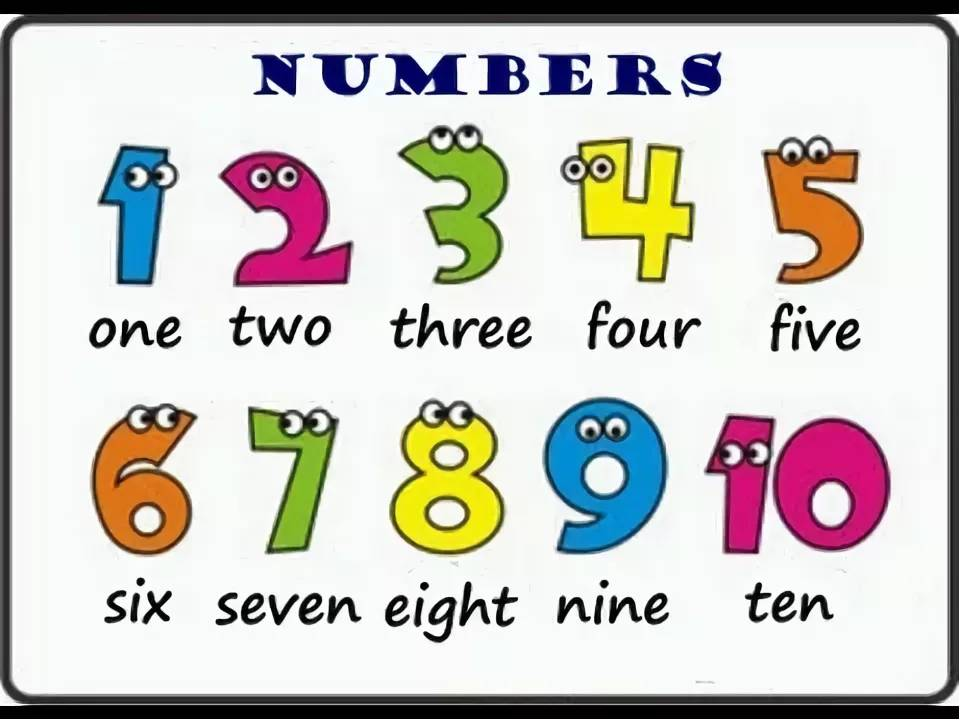 NUMBERS
1 2 3 4 5
one two three four five
6 7 8 9 10
six seven eight nine ten